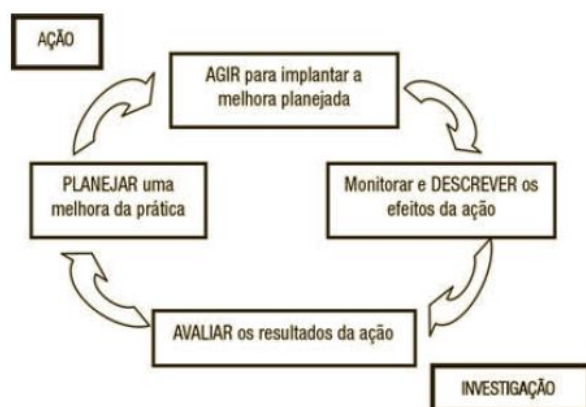 AÇÃO
AGIR para implantar a
melhora planejada
PLANEJAR uma
melhora da prática
Monitorar e DESCREVER os
efeitos da ação
AVALIAR os resultados da ação
INVESTIGAÇÃO